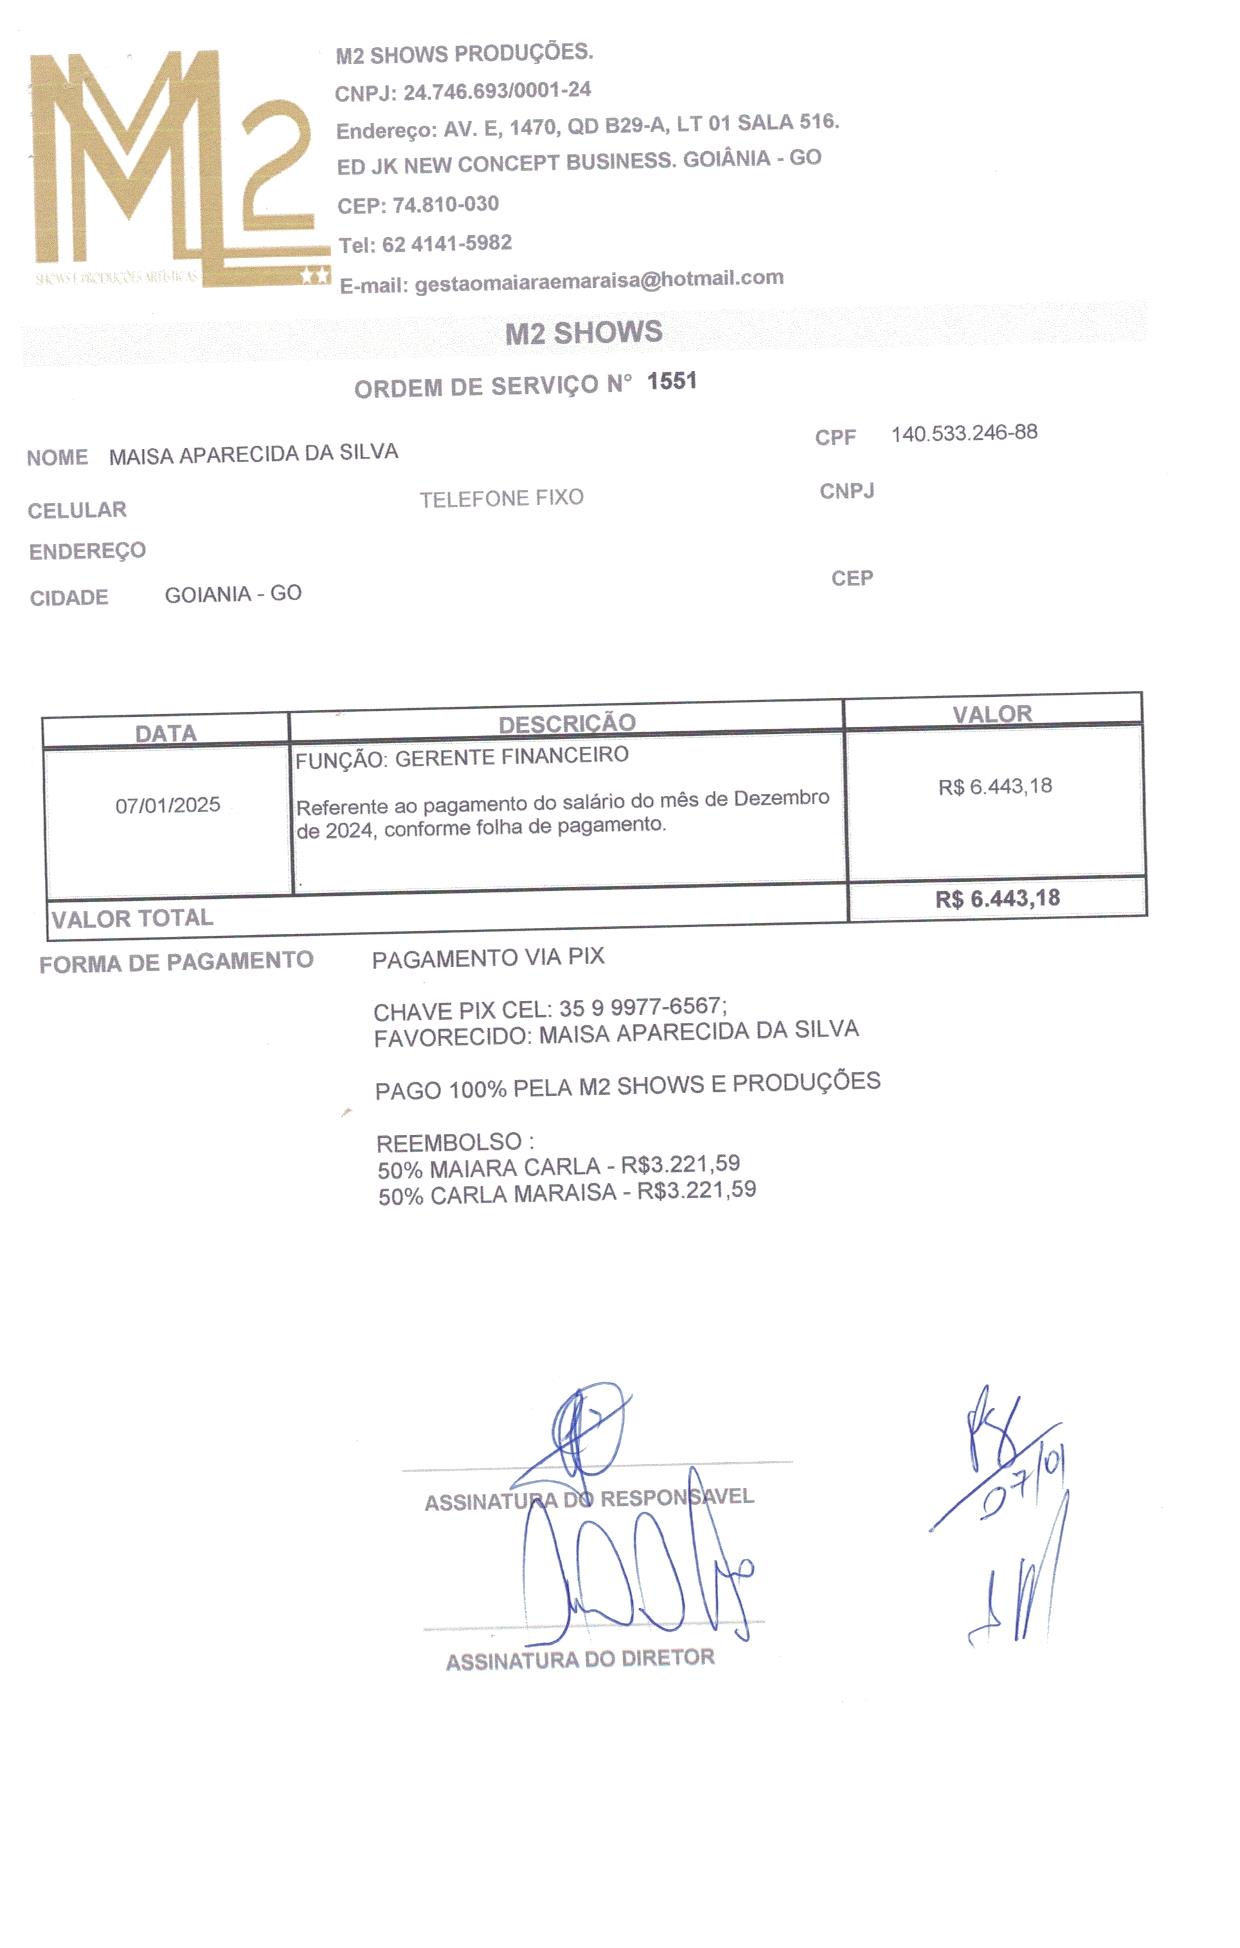 M2
SHOWS E PRODUÇÕES ARTÍSTICAS
M2 SHOWS PRODUÇÕES.
CNPJ: 24.746.693/0001-24
Endereço: AV. E, 1470, QD B29-A, LT 01 SALA 516.
ED JK NEW CONCEPT BUSINESS. GOIÂNIA - GO
CEP: 74.810-030
Tel: 62 4141-5982
E-mail: gestaomaiaraemaraisa@hotmail.com
M2 SHOWS
ORDEM DE SERVIÇO N° 1551
NOME MAISA APARECIDA DA SILVA CPF 140.533.246-88
CELULAR TELEFONE FIXO CNPJ
ENDEREÇO
CIDADE GOIANIA - GO CEP
DATA DESCRIÇÃO VALOR
FUNÇÃO: GERENTE FINANCEIRO
07/01/2025 Referente ao pagamento do salário do mês de Dezembro R$ 6.443,18
de 2024, conforme folha de pagamento.
VALOR TOTAL R$ 6.443,18
FORMA DE PAGAMENTO PAGAMENTO VIA PIX
CHAVE PIX CEL: 35 9 9977-6567;
FAVORECIDO: MAISA APARECIDA DA SILVA
PAGO 100% PELA M2 SHOWS E PRODUÇÕES
REEMBOLSO :
50% MAIARA CARLA - R$3.221,59
50% CARLA MARAISA - R$3.221,59
ASSINATURA DO RESPONSAVEL
07/01
ASSINATURA DO DIRETOR